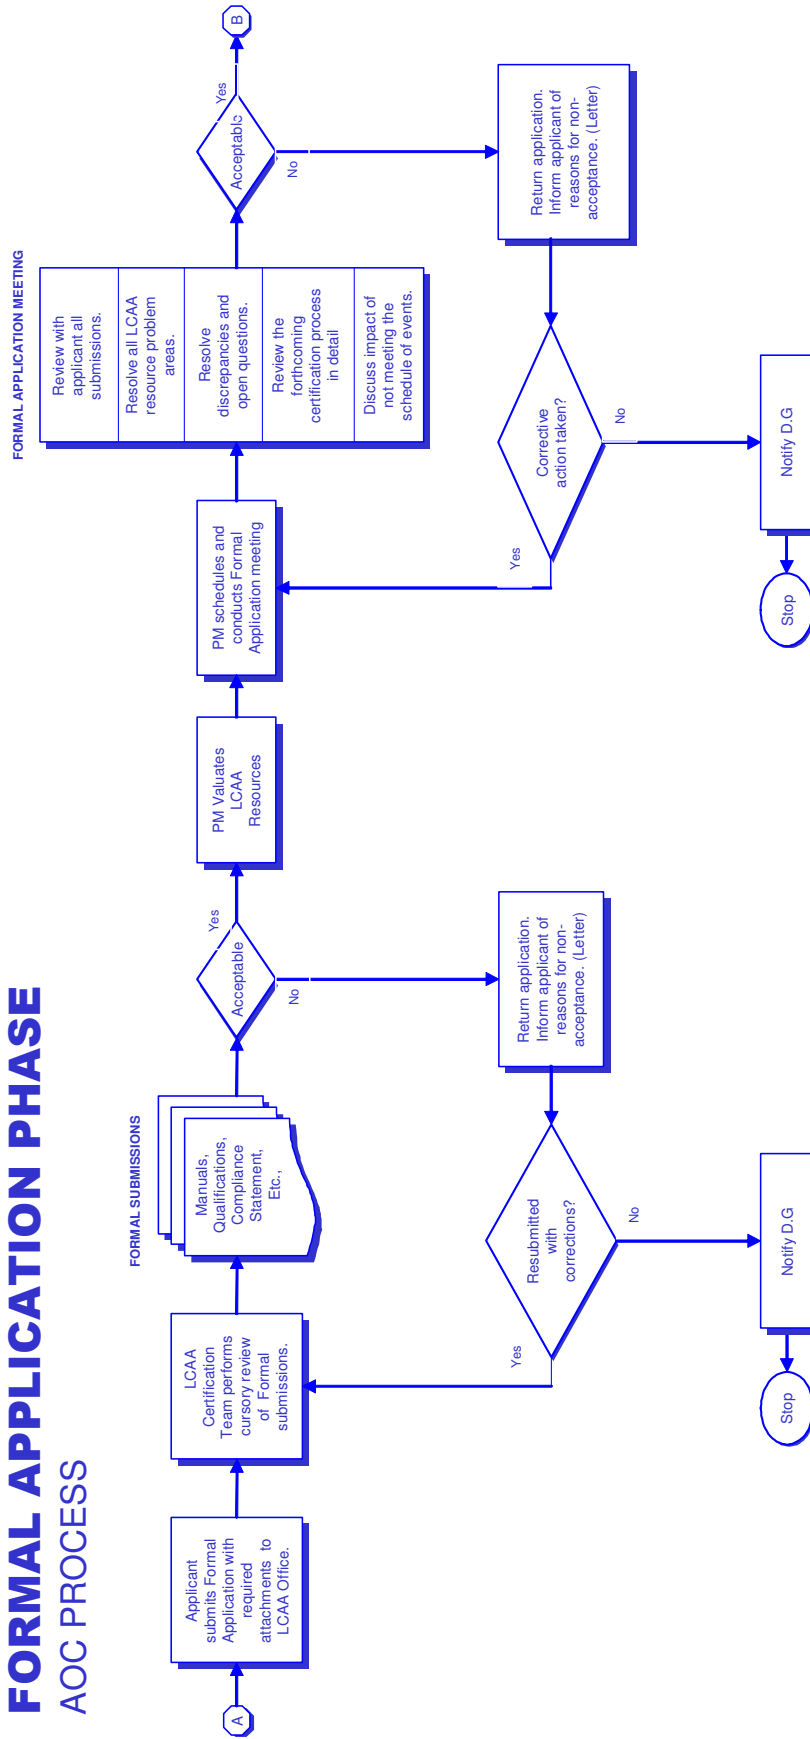 FORMAL APPLICATION PHASE
AOC PROCESS
A
Applicant
submits Formal
Application with
required
attachments to
LCAA Office.
LCAA
Certification
Team performs
cursory review
of Formal
submissions.
FORMAL SUBMISSIONS
Manuals,
Qualifications,
Compliance
Statement,
Etc.,
Acceptable
Yes
No
Return application.
Inform applicant of
reasons for non-
acceptance. (Letter)
Resubmitted
with
corrections?
Yes
No
Notify D.G
Stop
PM Valuates
LCAA
Resources
PM schedules and
conducts Formal
Application meeting
FORMAL APPLICATION MEETING
Review with
applicant all
submissions.
Resolve all LCAA
resource problem
areas.
Resolve
discrepancies and
open questions.
Review the
forthcoming
certification process
in detail
Discuss impact of
not meeting the
schedule of events.
Acceptable
Yes
B
No
Return application.
Inform applicant of
reasons for non-
acceptance. (Letter)
Corrective
action taken?
Yes
No
Notify D.G
Stop